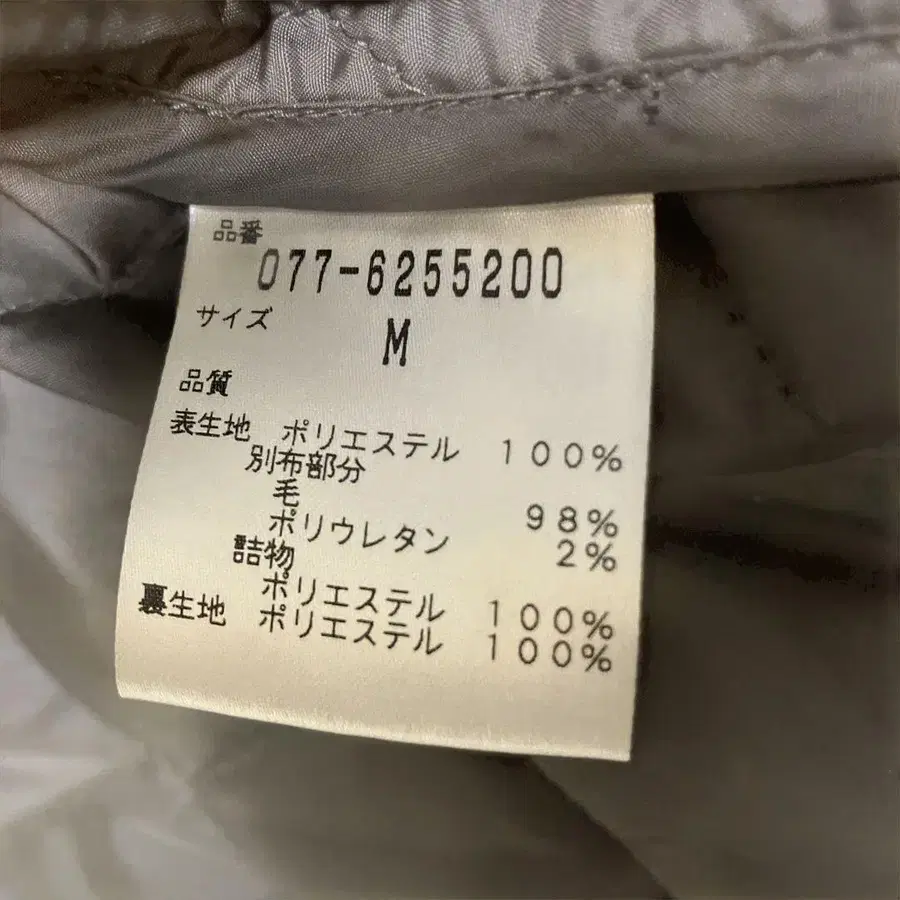 品番
077-6255200
サイズ
M
品質
表生地 ポリエステル 100%
別布部分
毛 98%
ポリウレタン 2%
詰物
ポリエステル 100%
裏生地 ポリエステル 100%